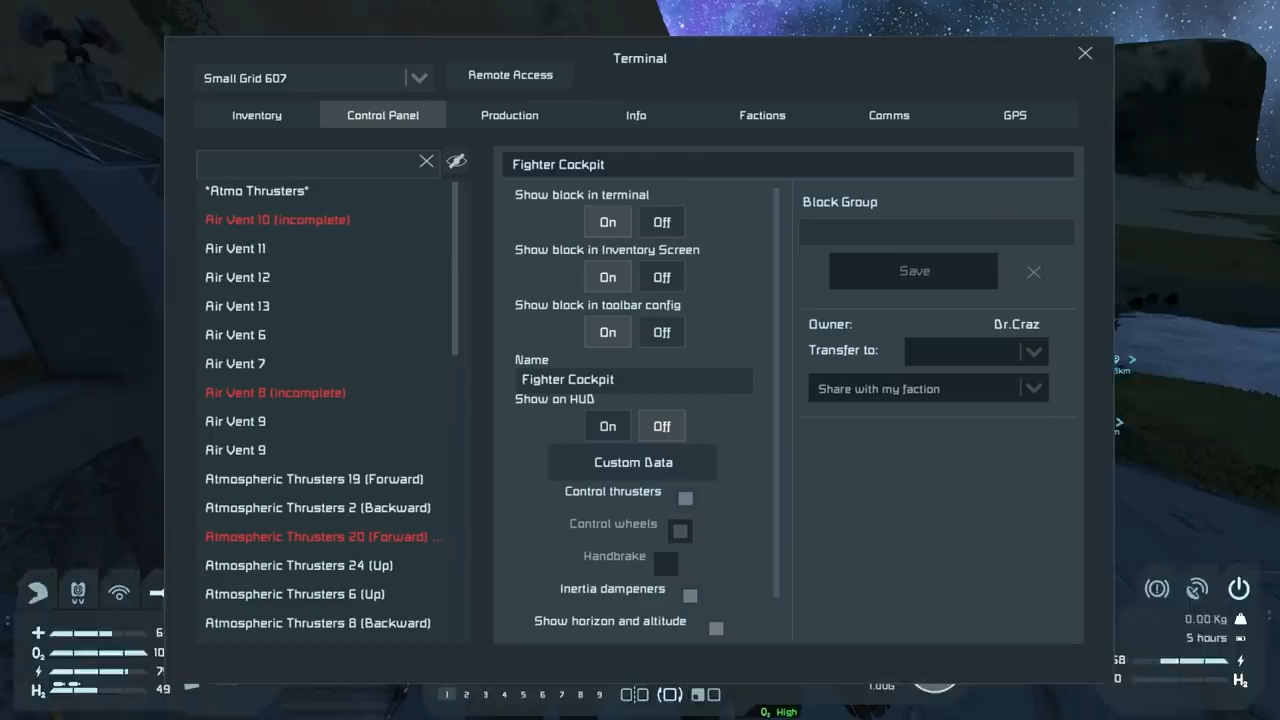 Terminal
Small Grid 607
Remote Access
Inventory
Control Panel
Production
Info
Factions
Comms
GPS
*Atmo Thrusters*
Air Vent 10 (incomplete)
Air Vent 11
Air Vent 12
Air Vent 13
Air Vent 6
Air Vent 7
Air Vent 8 (incomplete)
Air Vent 9
Air Vent 9
Atmospheric Thrusters 19 (Forward)
Atmospheric Thrusters 2 (Backward)
Atmospheric Thrusters 20 (Forward) ...
Atmospheric Thrusters 24 (Up)
Atmospheric Thrusters 6 (Up)
Atmospheric Thrusters 8 (Backward)
Fighter Cockpit
Show block in terminal
On Off
Show block in Inventory Screen
On Off
Show block in toolbar config
On Off
Name
Fighter Cockpit
Show on HUD
On Off
Custom Data
Control thrusters
Control wheels
Handbrake
Inertia dampeners
Show horizon and altitude
Block Group
Save
Owner: Dr.Craz
Transfer to:
Share with my faction
0.00 Kg
5 hours
O2
H2
49
H2
1 2 3 4 5 6 7 8 9
1.00G
O2 High